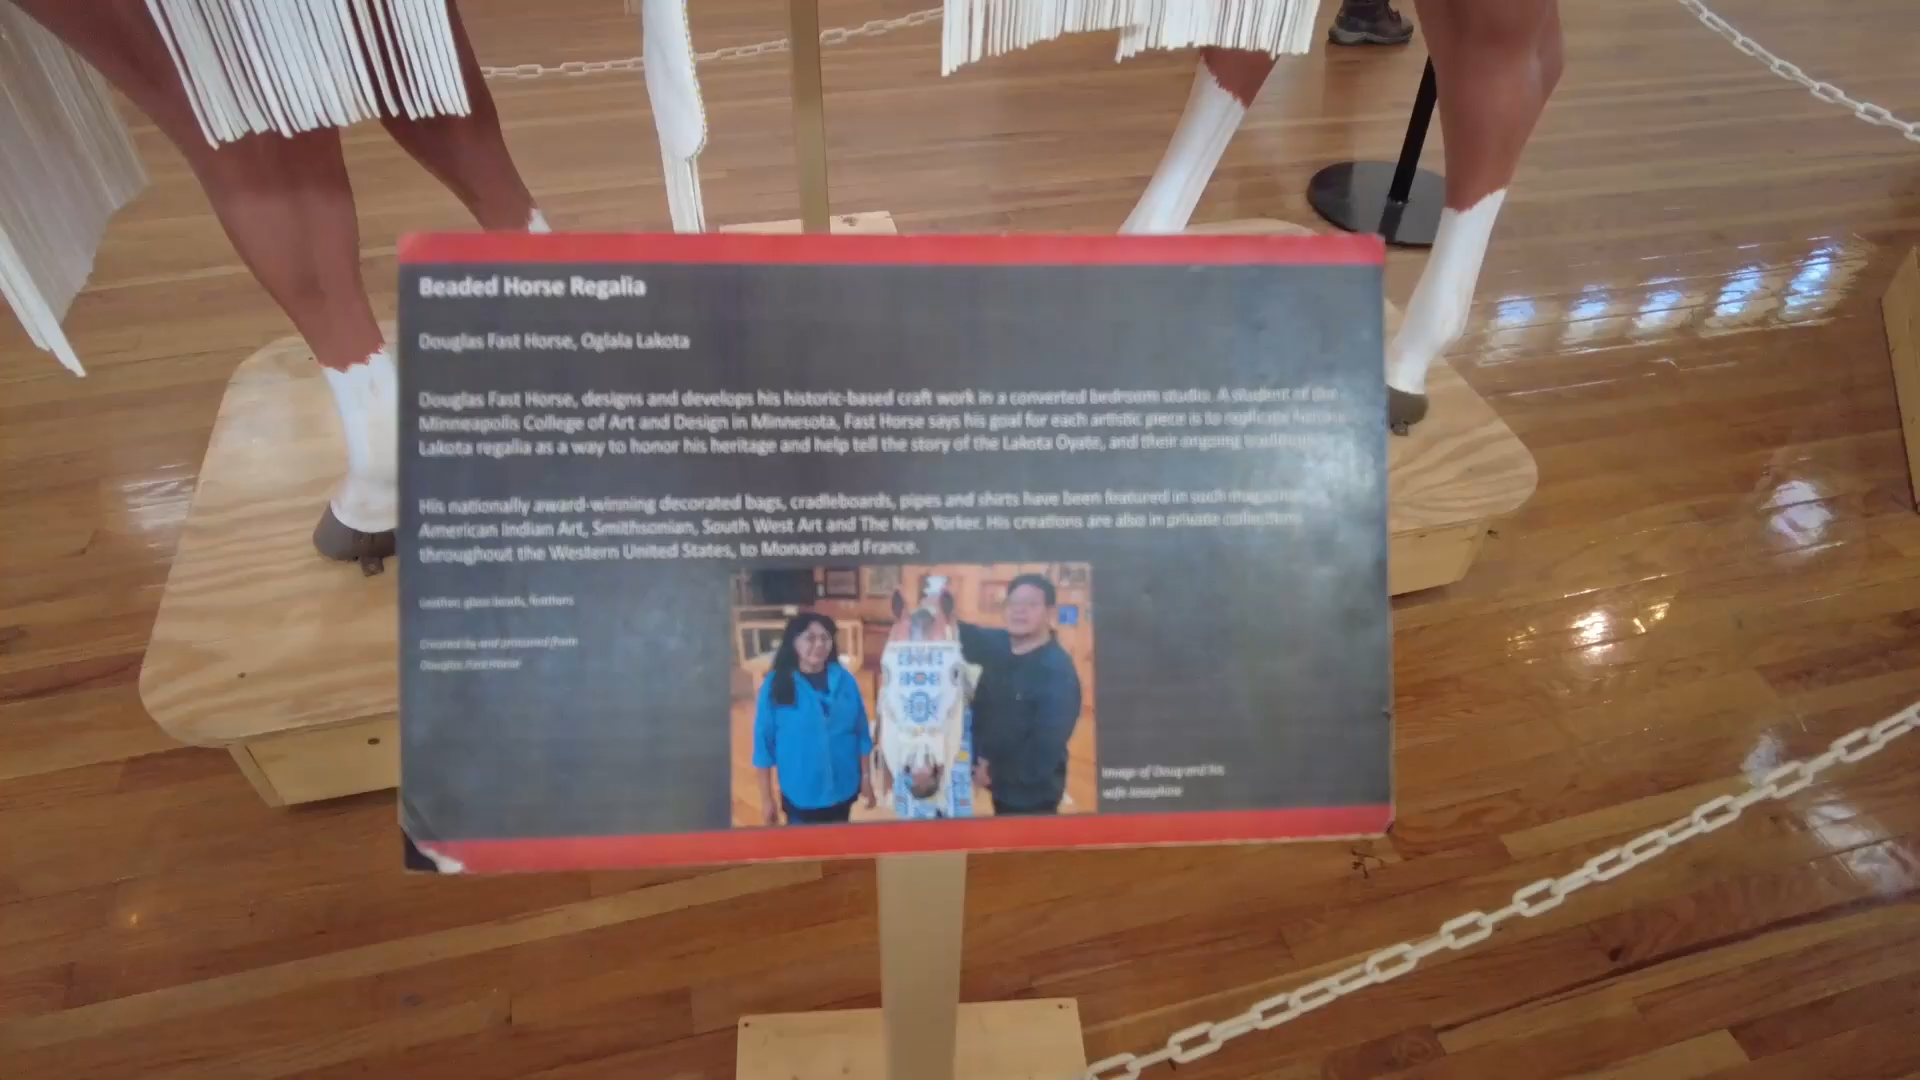 Beaded Horse Regalia
Douglas Fast Horse, Oglala Lakota
Douglas Fast Horse, designs and develops his historic-based craft work in a converted bedroom studio. A student of the
Minneapolis College of Art and Design in Minnesota, Fast Horse says his goal for each artistic piece is to replicate
Lakota regalia as a way to honor his heritage and help tell the story of the Lakota Oyate, and their ongoing
His nationally award-winning decorated bags, cradleboards, pipes and shirts have been featured in such
American Indian Art, Smithsonian, South West Art and The New Yorker. His creations are also in private collections
throughout the Western United States, to Monaco and France.
Leather, glass beads, feathers
Created by and procured from
Douglas Fast Horse
Image of Doug and his
wife Josephine